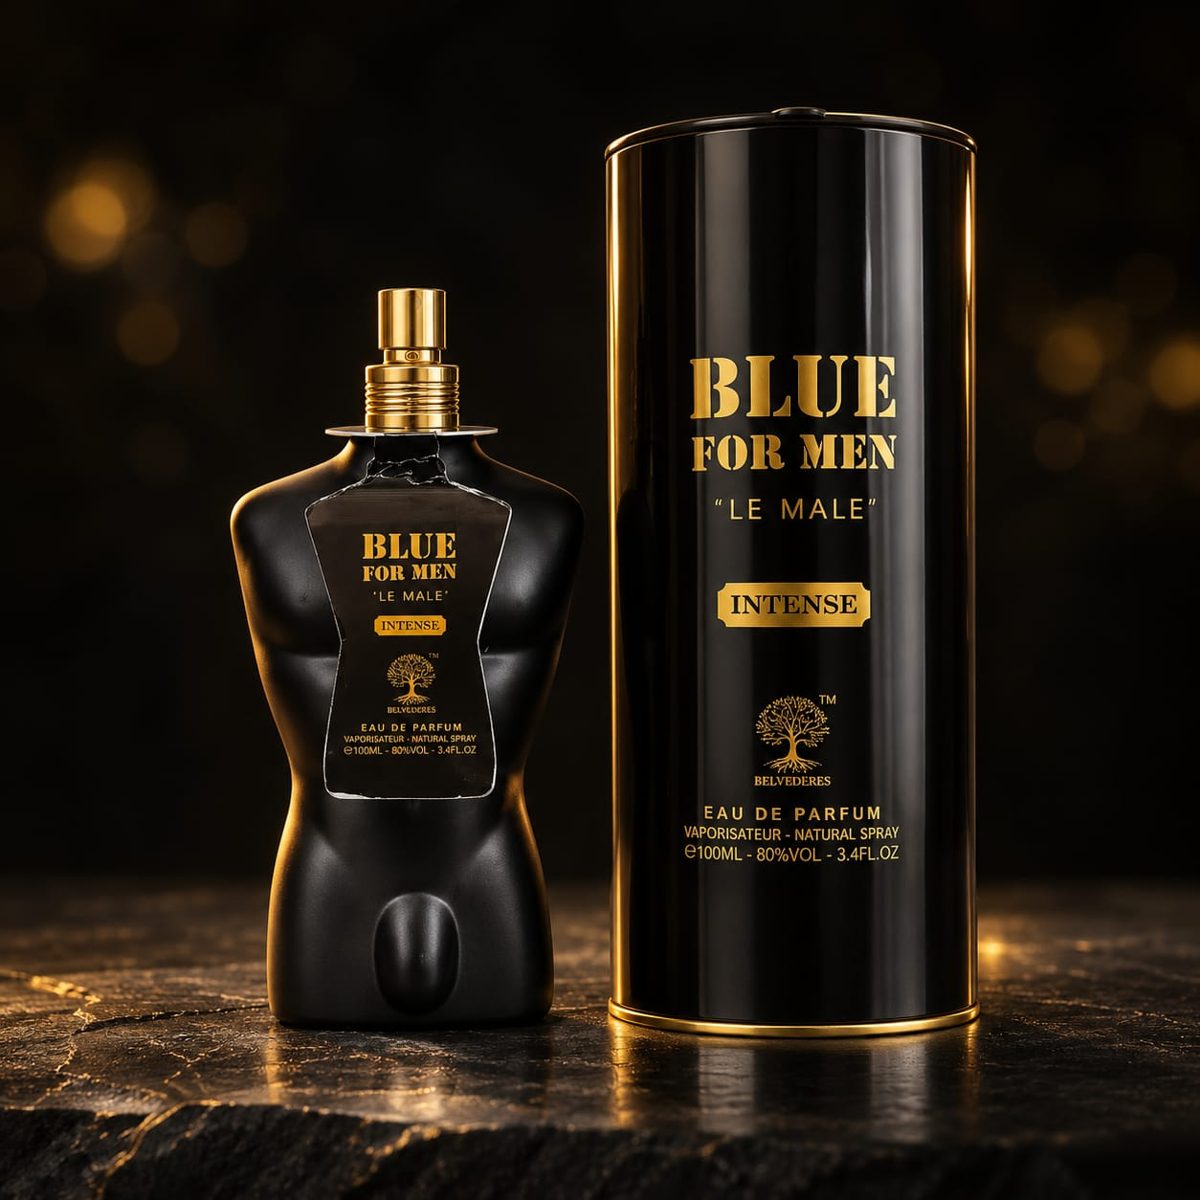 BLUE
FOR MEN
'LE MALE'
INTENSE
TM
BELVEDERES
EAU DE PARFUM
VAPORISATEUR - NATURAL SPRAY
℮100ML - 80%VOL - 3.4FL.OZ
BLUE
FOR MEN
"LE MALE"
INTENSE
TM
BELVEDERES
EAU DE PARFUM
VAPORISATEUR - NATURAL SPRAY
℮100ML - 80%VOL - 3.4FL.OZ